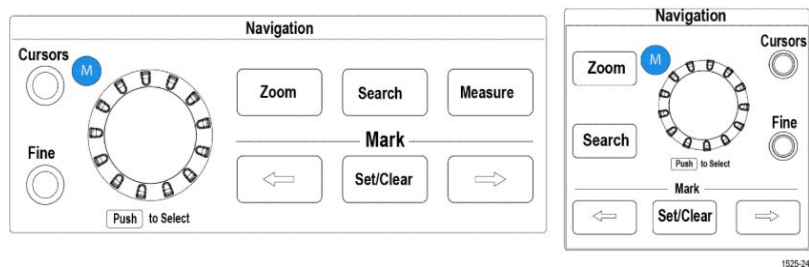 Navigation
Cursors
M
Zoom
Search
Measure
Mark
Fine
Set/Clear
Push to Select
Navigation
Cursors
M
Zoom
Fine
Search
Push to Select
Mark
Set/Clear
1525-24